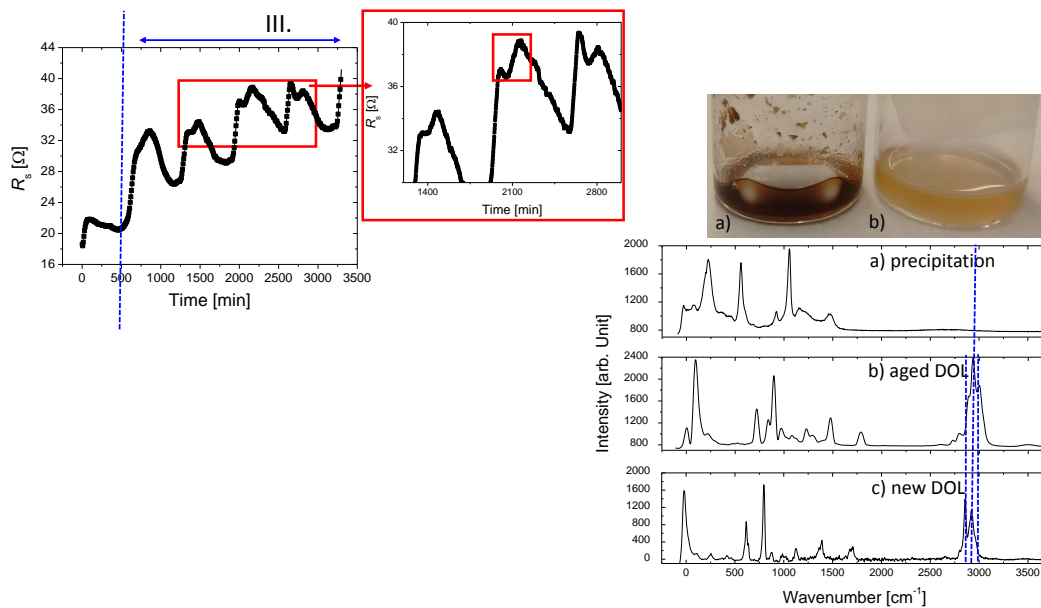 III.
44
40
36
32
28
24
20
16
Rs [Ω]
0 500 1000 1500 2000 2500 3000 3500
Time [min]
40
39
36
33
30
Rs [Ω]
1400 2100 2800
Time [min]
a) b)
Intensity [arb. Unit]
2000
1600
1200
800
a) precipitation
2400
2000
1600
1200
800
b) aged DOL
2000
1600
1200
800
400
0
c) new DOL
0 500 1000 1500 2000 2500 3000 3500
Wavenumber [cm-1]